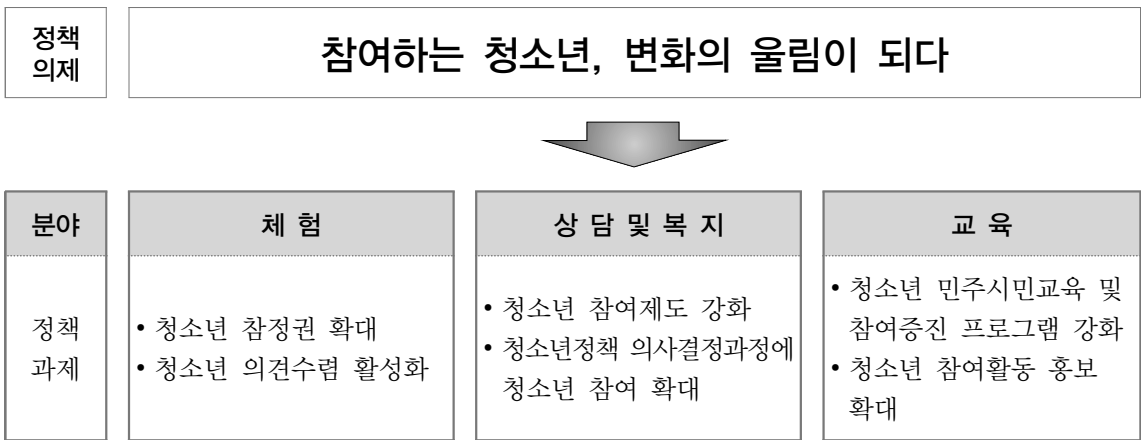 정책
의제
참여하는 청소년, 변화의 울림이 되다
분야
체 험
상 담 및 복 지
교 육
정책
과제
• 청소년 참정권 확대
• 청소년 의견수렴 활성화
• 청소년 참여제도 강화
• 청소년정책 의사결정과정에
청소년 참여 확대
• 청소년 민주시민교육 및
참여증진 프로그램 강화
• 청소년 참여활동 홍보
확대